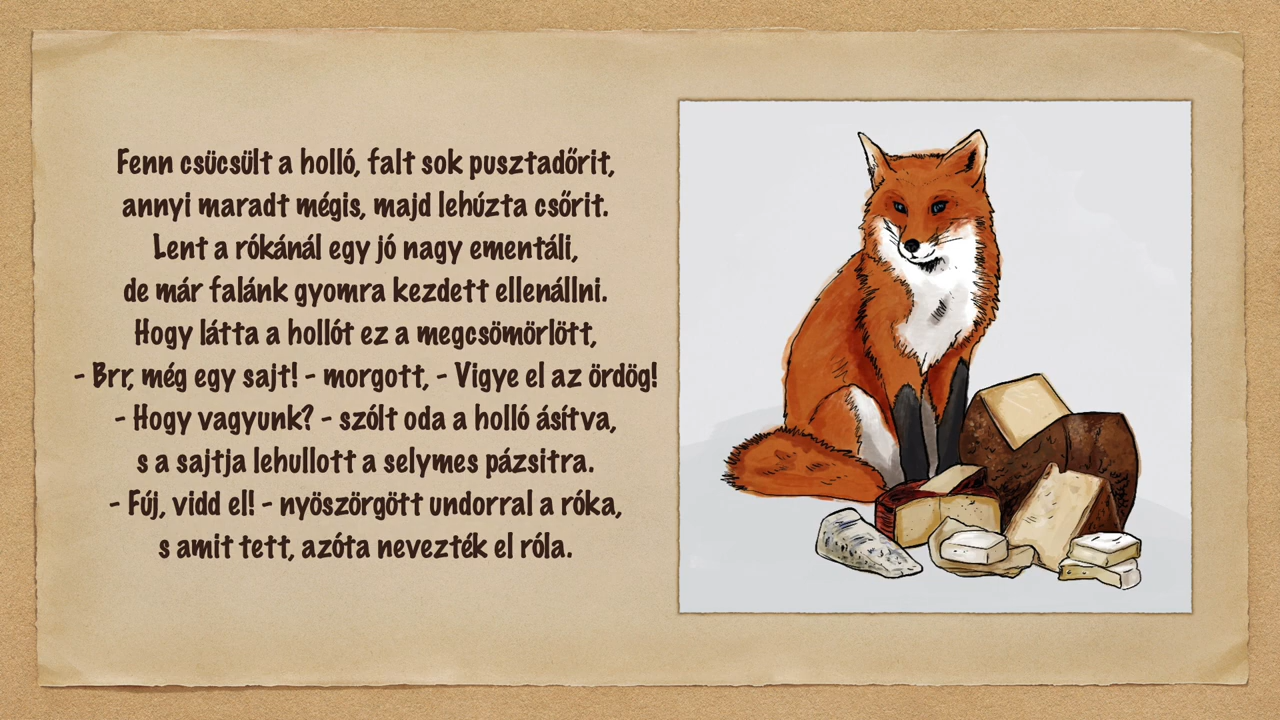 Fenn csücsült a holló, falt sok pusztadőrit,
annyi maradt mégis, majd lehúzta csőrit.
Lent a rókánál egy jó nagy ementáli,
de már falánk gyomra kezdett ellenállni.
Hogy látta a hollót ez a megcsömörlött,
- Brr, még egy sajt! - morgott, - Vigye el az ördög!
- Hogy vagyunk? - szólt oda a holló ásítva,
s a sajtja lehullott a selymes pázsitra.
- Fúj, vidd el! - nyöszörgött undorral a róka,
s amit tett, azóta nevezték el róla.